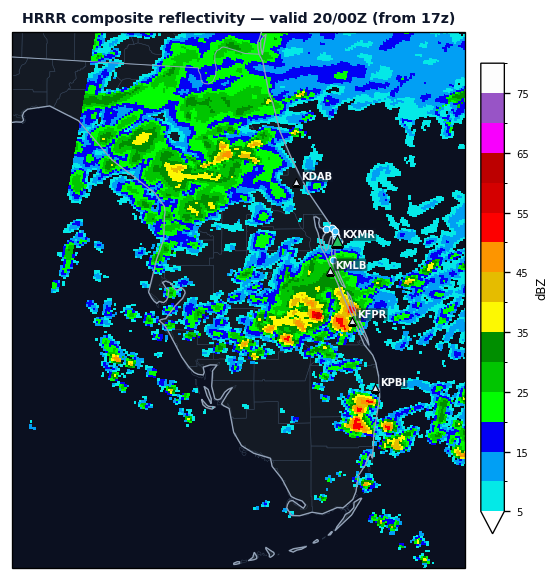 HRRR composite reflectivity — valid 20/00Z (from 17z)
KDAB
KXMR
KMLB
KFPR
KPBI
75
65
55
45
35
25
15
5
dBZ